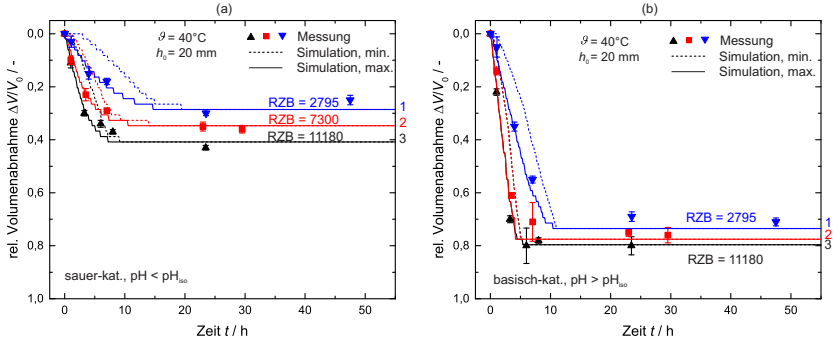 (a)
rel. Volumenabnahme ΔV/V₀ / -
0,0
0,2
0,4
0,6
0,8
1,0
ϑ = 40°C
h₀ = 20 mm
Messung
Simulation, min.
Simulation, max.
RZB = 2795
1
RZB = 7300
2
RZB = 11180
3
sauer-kat., pH < pH_iso
0 10 20 30 40 50
Zeit t / h
(b)
rel. Volumenabnahme ΔV/V₀ / -
0,0
0,2
0,4
0,6
0,8
1,0
ϑ = 40°C
h₀ = 20 mm
Messung
Simulation, min.
Simulation, max.
RZB = 2795
1
2
3
RZB = 11180
basisch-kat., pH > pH_iso
0 10 20 30 40 50
Zeit t / h